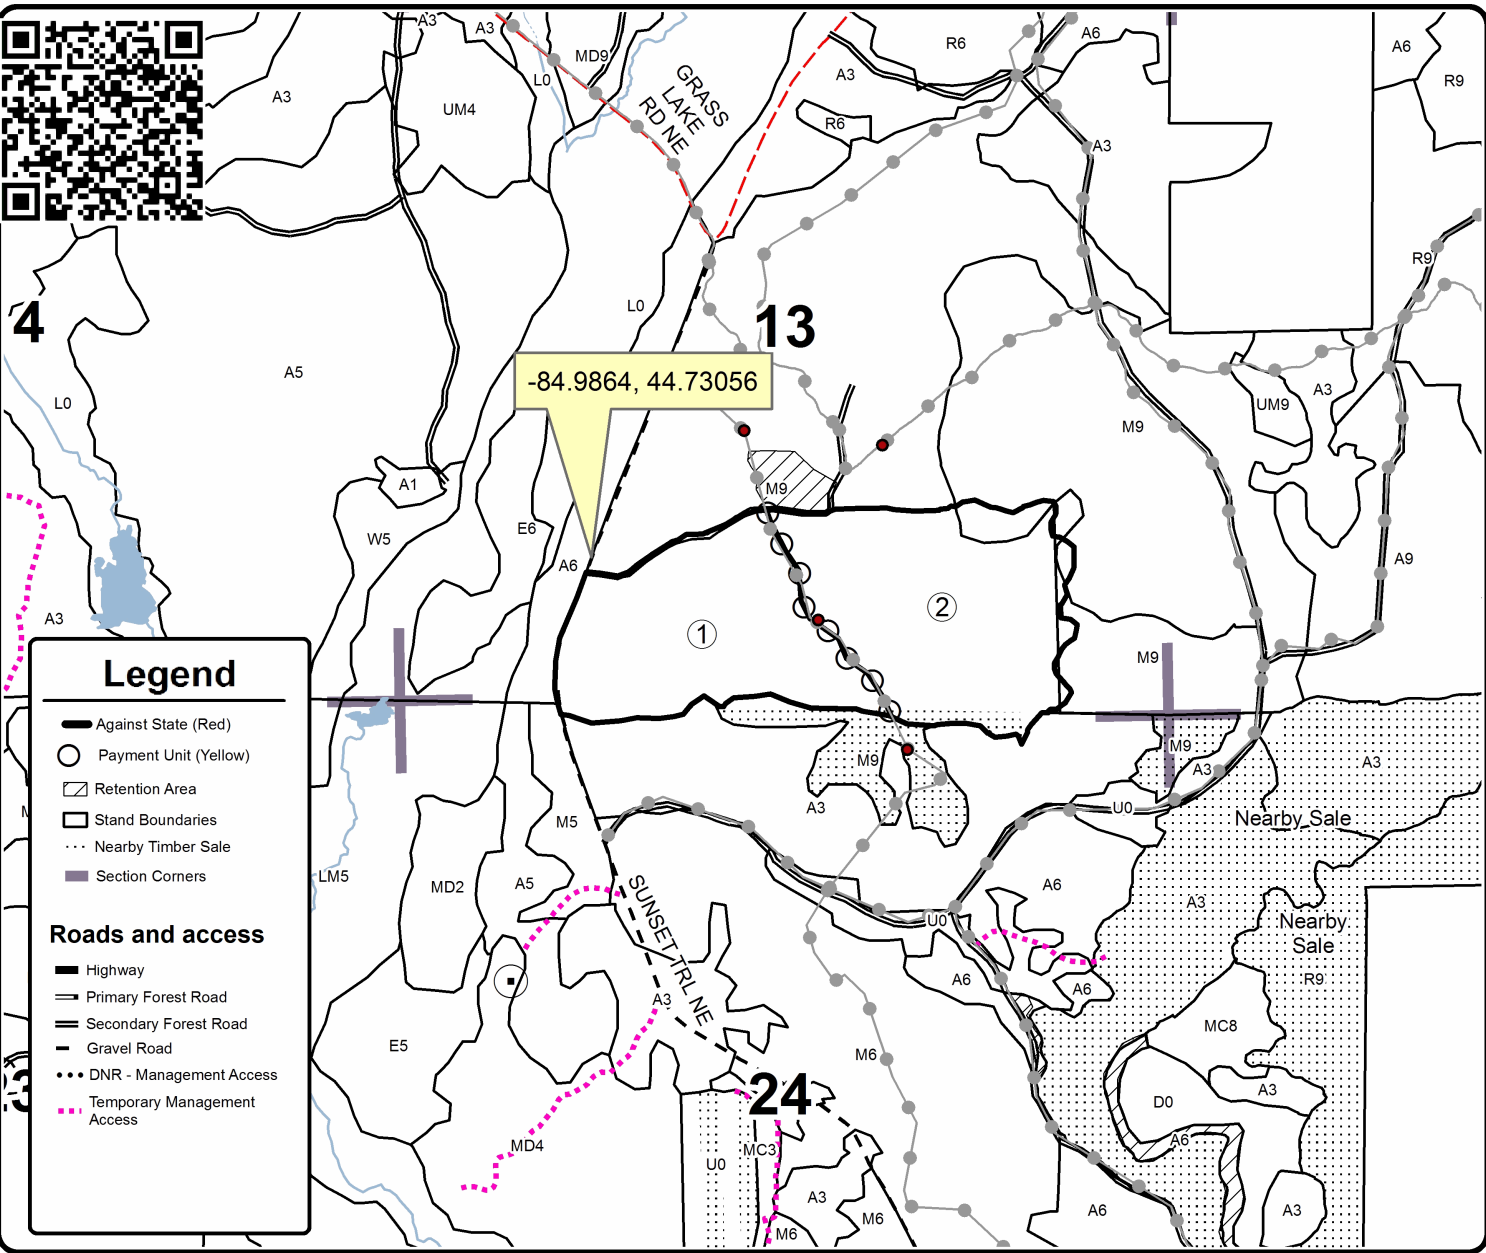 A3
A3
A6
MD9
R6
A6
L0
A3
R9
A3
UM4
GRASS
LAKE
RD NE
R6
A3
R9
L0
4
13
A5
-84.9864, 44.73056
L0
A3
UM9
M9
A1
M9
W5
E6
A6
A9
A3
1
2
M9
Legend
Against State (Red)
Payment Unit (Yellow)
Retention Area
Stand Boundaries
Nearby Timber Sale
Section Corners
Roads and access
Highway
Primary Forest Road
Secondary Forest Road
Gravel Road
DNR - Management Access
Temporary Management
Access
M9
M9
A3
A3
A3
U0
Nearby Sale
M5
LM5
MD2
A5
A6
A3
U0
Nearby
Sale
SUNSET TRL NE
A6
A6
R9
A3
MC8
E5
M6
24
A3
D0
A6
MD4
MC3
U0
A3
M6
M6
A6
A3